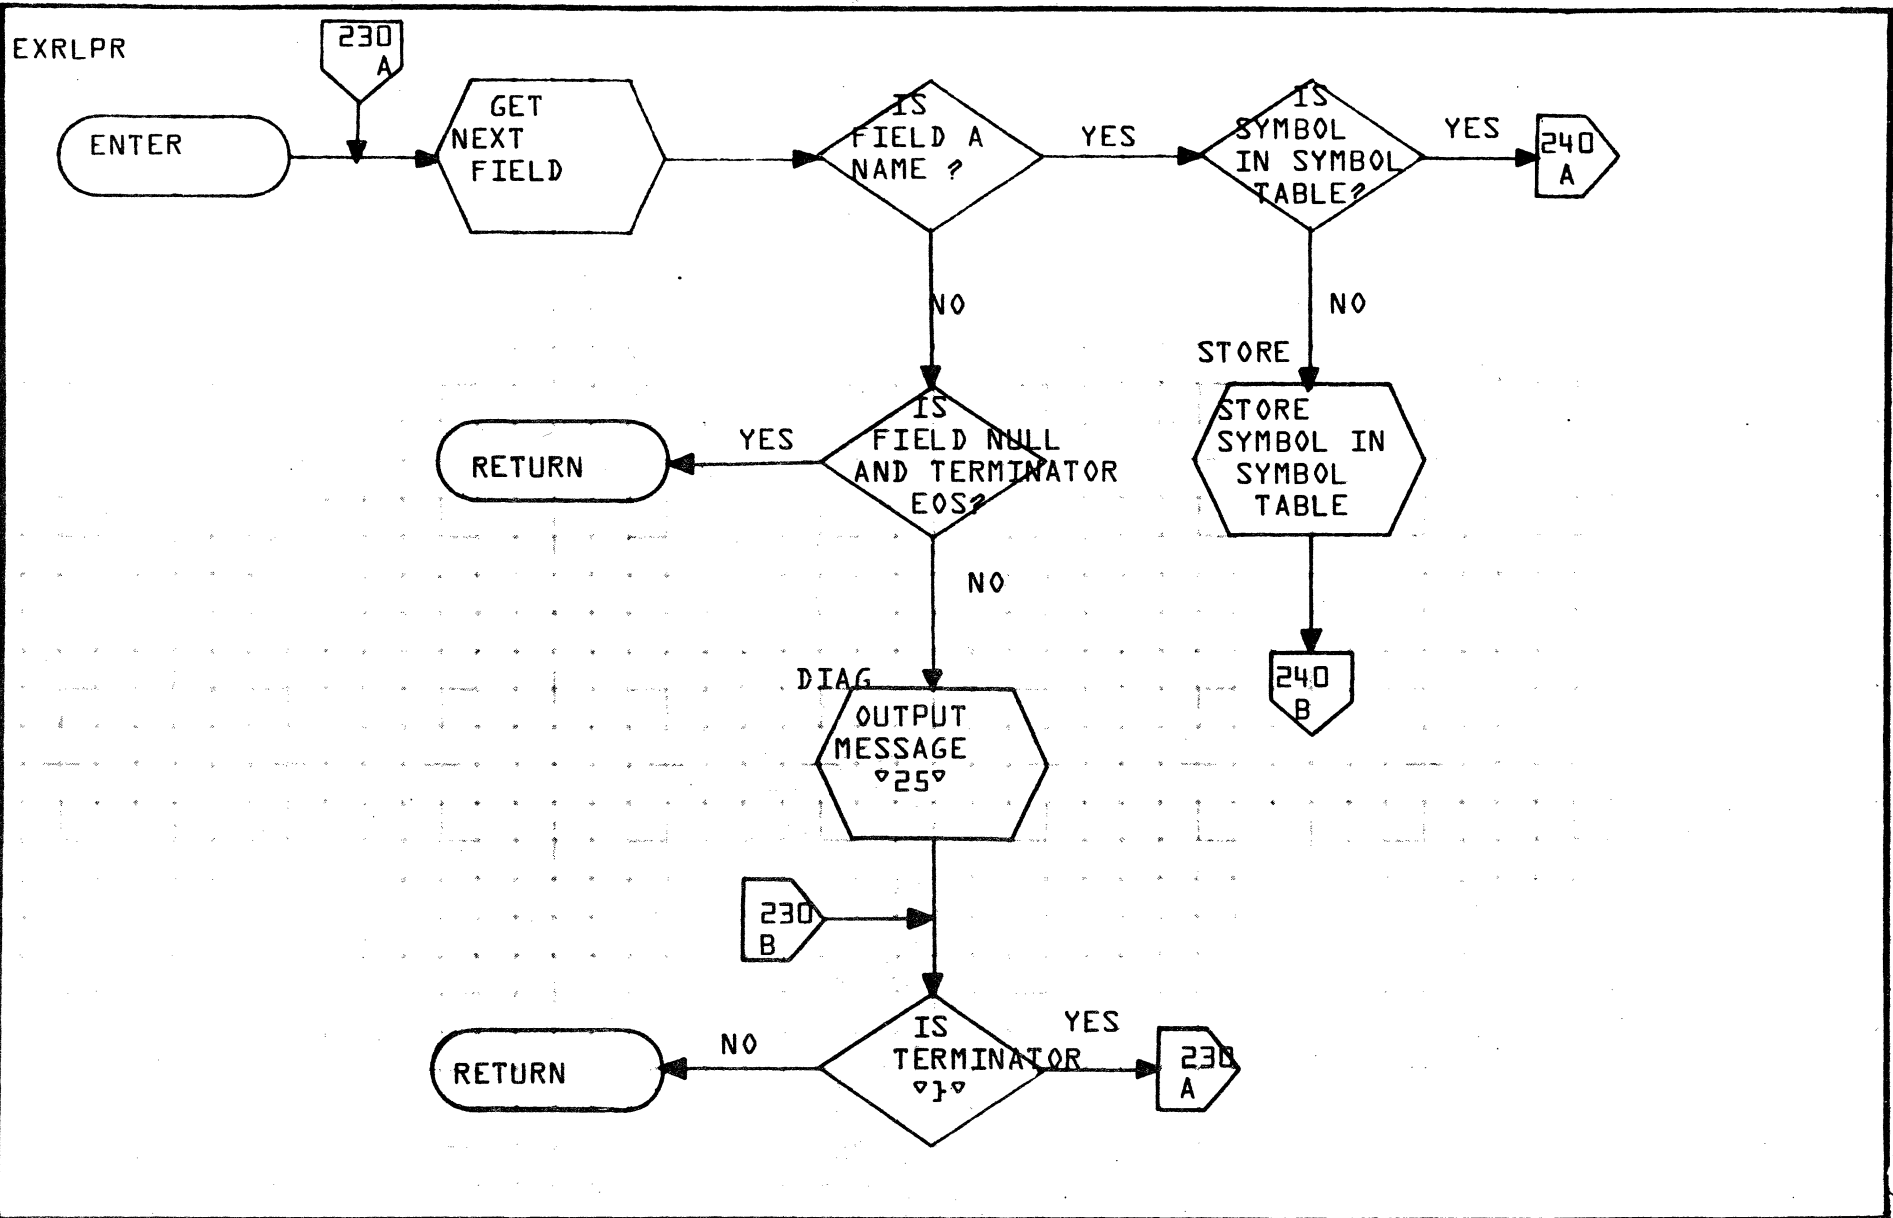 EXRLPR
230
A
ENTER
GET
NEXT
FIELD
IS
FIELD A
NAME ?
YES
IS
SYMBOL
IN SYMBOL
TABLE?
YES
240
A
NO
NO
STORE
STORE
SYMBOL IN
SYMBOL
TABLE
240
B
IS
FIELD NULL
AND TERMINATOR
EOS?
YES
RETURN
NO
DIAG
OUTPUT
MESSAGE
"25"
230
B
IS
TERMINATOR
"}"
NO
RETURN
YES
230
A